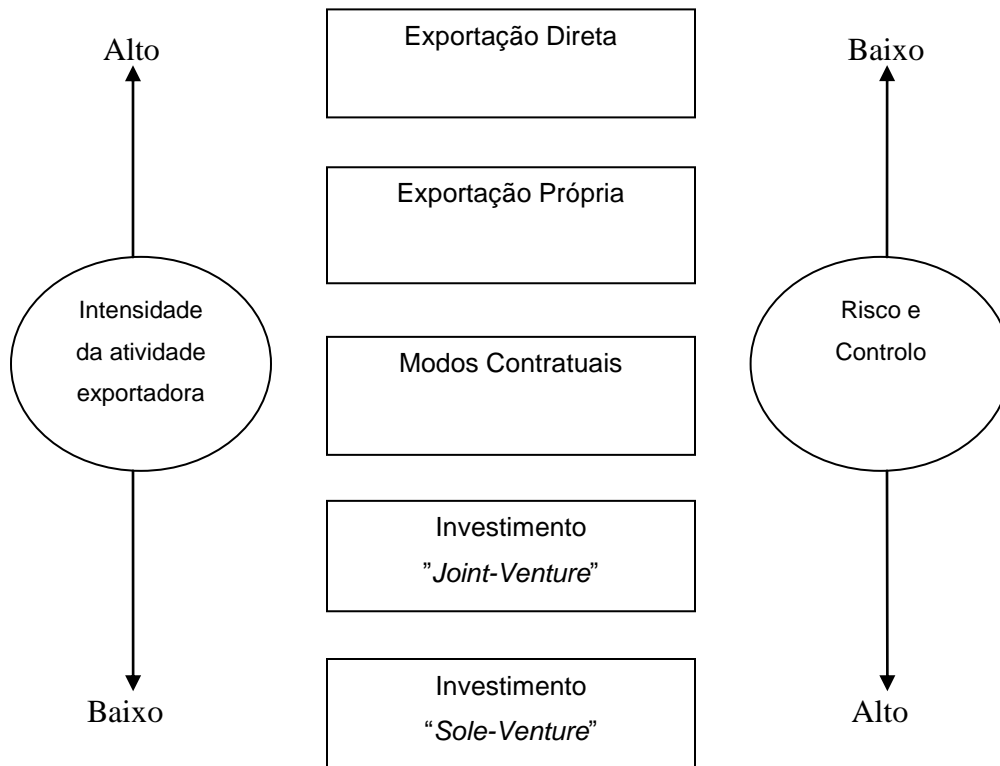 Alto
Exportação Direta
Baixo
Exportação Própria
Intensidade
da atividade
exportadora
Modos Contratuais
Risco e
Controlo
Investimento
”Joint-Venture”
Investimento
“Sole-Venture”
Baixo
Alto